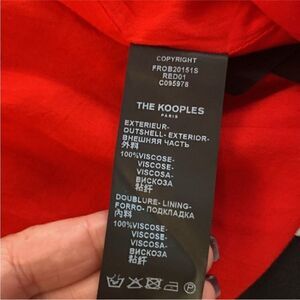 COPYRIGHT
FROB20151S
RED01
C095978
THE KOOPLES
PARIS
EXTERIEUR-
OUTSHELL- EXTERIOR-
ВНЕШНЯЯ ЧАСТЬ
外料
100%VISCOSE-
VISCOSE-
VISCOSA-
ВИСКОЗА
粘纤
DOUBLURE- LINING-
FORRO- ПОДКЛАДКА
内料
100%VISCOSE-
VISCOSE-
VISCOSA-
ВИСКОЗА
粘纤